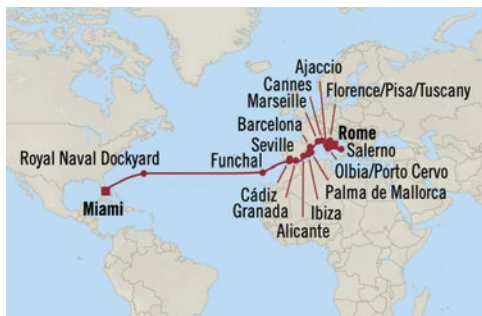 Ajaccio
Cannes
Florence/Pisa/Tuscany
Marseille
Barcelona
Rome
Seville
Salerno
Royal Naval Dockyard
Funchal
Olbia/Porto Cervo
Cádiz
Palma de Mallorca
Miami
Granada
Ibiza
Alicante